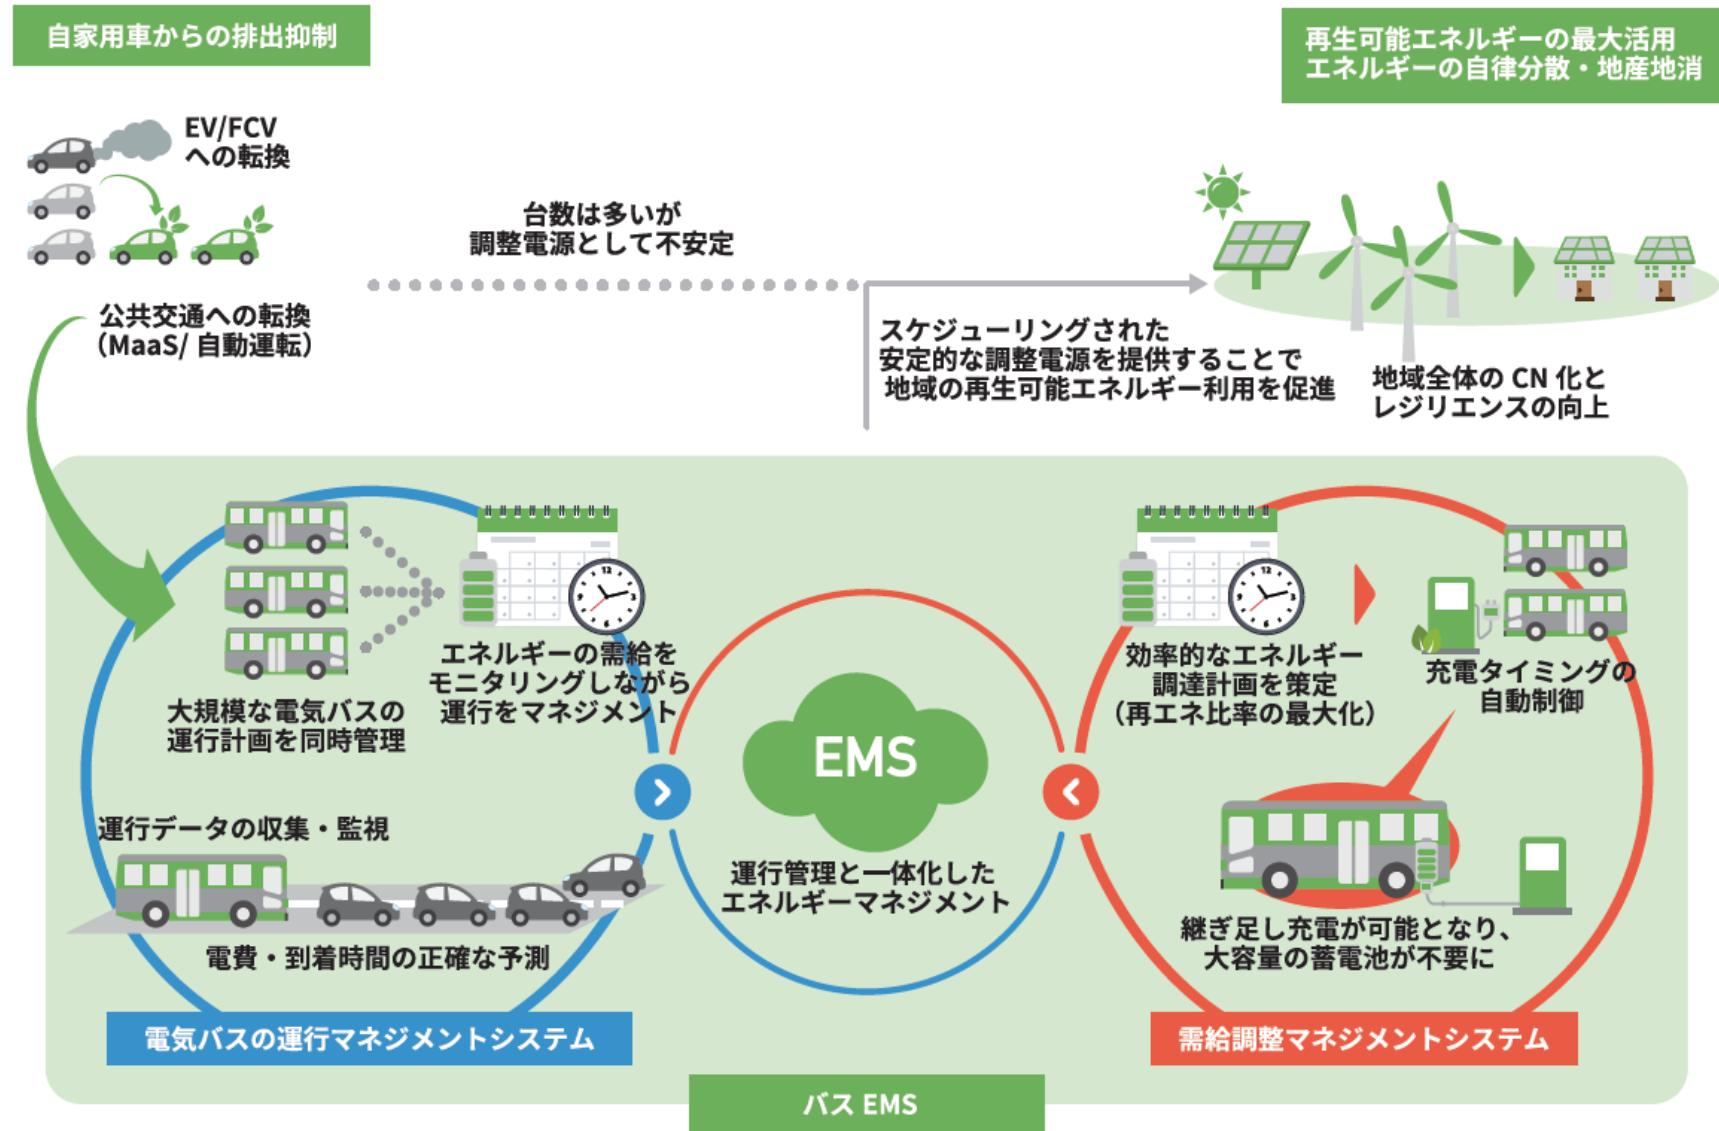 自家用車からの排出抑制
再生可能エネルギーの最大活用
エネルギーの自律分散・地産地消
EV/FCV
への転換
台数は多いが
調整電源として不安定
公共交通への転換
（MaaS/ 自動運転）
スケジューリングされた
安定的な調整電源を提供することで
地域の再生可能エネルギー利用を促進
地域全体の CN 化と
レジリエンスの向上
エネルギーの需給を
モニタリングしながら
運行をマネジメント
大規模な電気バスの
運行計画を同時管理
運行データの収集・監視
電費・到着時間の正確な予測
電気バスの運行マネジメントシステム
EMS
運行管理と一体化した
エネルギーマネジメント
効率的なエネルギー
調達計画を策定
（再エネ比率の最大化）
充電タイミングの
自動制御
継ぎ足し充電が可能となり、
大容量の蓄電池が不要に
需給調整マネジメントシステム
バス EMS